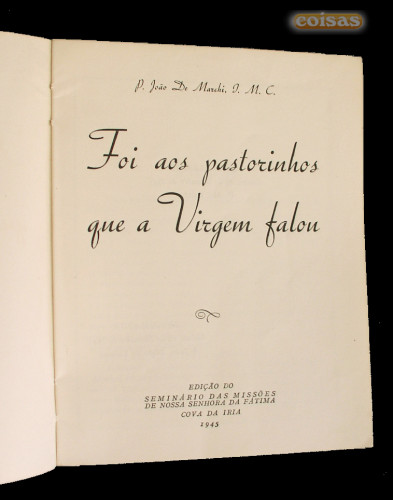 coisas
P. João De Marchi, I. M. C.
Foi aos pastorinhos
que a Virgem falou
EDIÇÃO DO
SEMINÁRIO DAS MISSÕES
DE NOSSA SENHORA DA FÁTIMA
COVA DA IRIA
1945